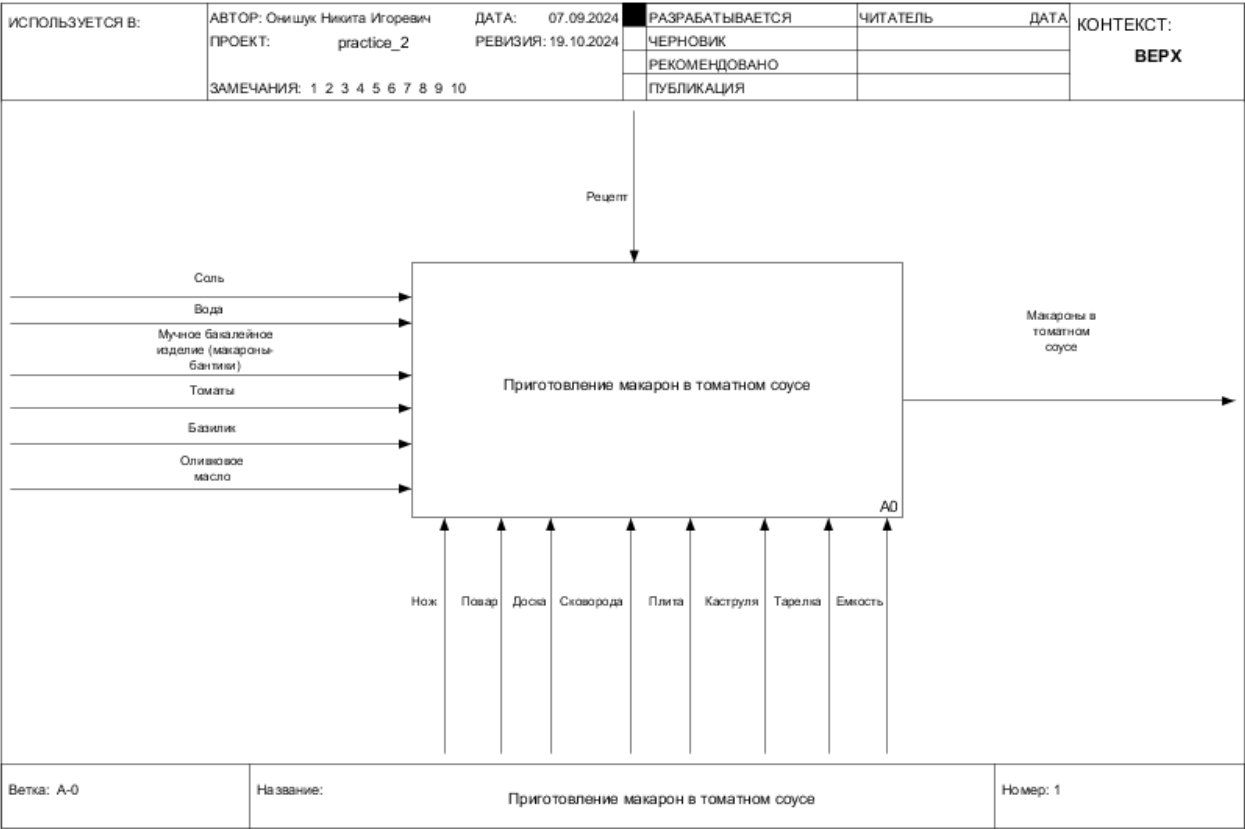 ИСПОЛЬЗУЕТСЯ В:
АВТОР: Онишук Никита Игоревич
ДАТА: 07.09.2024
ПРОЕКТ: practice_2
РЕВИЗИЯ: 19.10.2024
ЗАМЕЧАНИЯ: 1 2 3 4 5 6 7 8 9 10
РАЗРАБАТЫВАЕТСЯ
ЧЕРНОВИК
РЕКОМЕНДОВАНО
ПУБЛИКАЦИЯ
ЧИТАТЕЛЬ
ДАТА
КОНТЕКСТ:
ВЕРХ
Рецепт
Соль
Вода
Мучное бакалейное
изделие (макароны-
бантики)
Томаты
Базилик
Оливковое
масло
Приготовление макарон в томатном соусе
A0
Макароны в
томатном
соусе
Нож
Повар
Доска
Сковорода
Плита
Каструля
Тарелка
Емкость
Ветка: A-0
Название:
Приготовление макарон в томатном соусе
Номер: 1